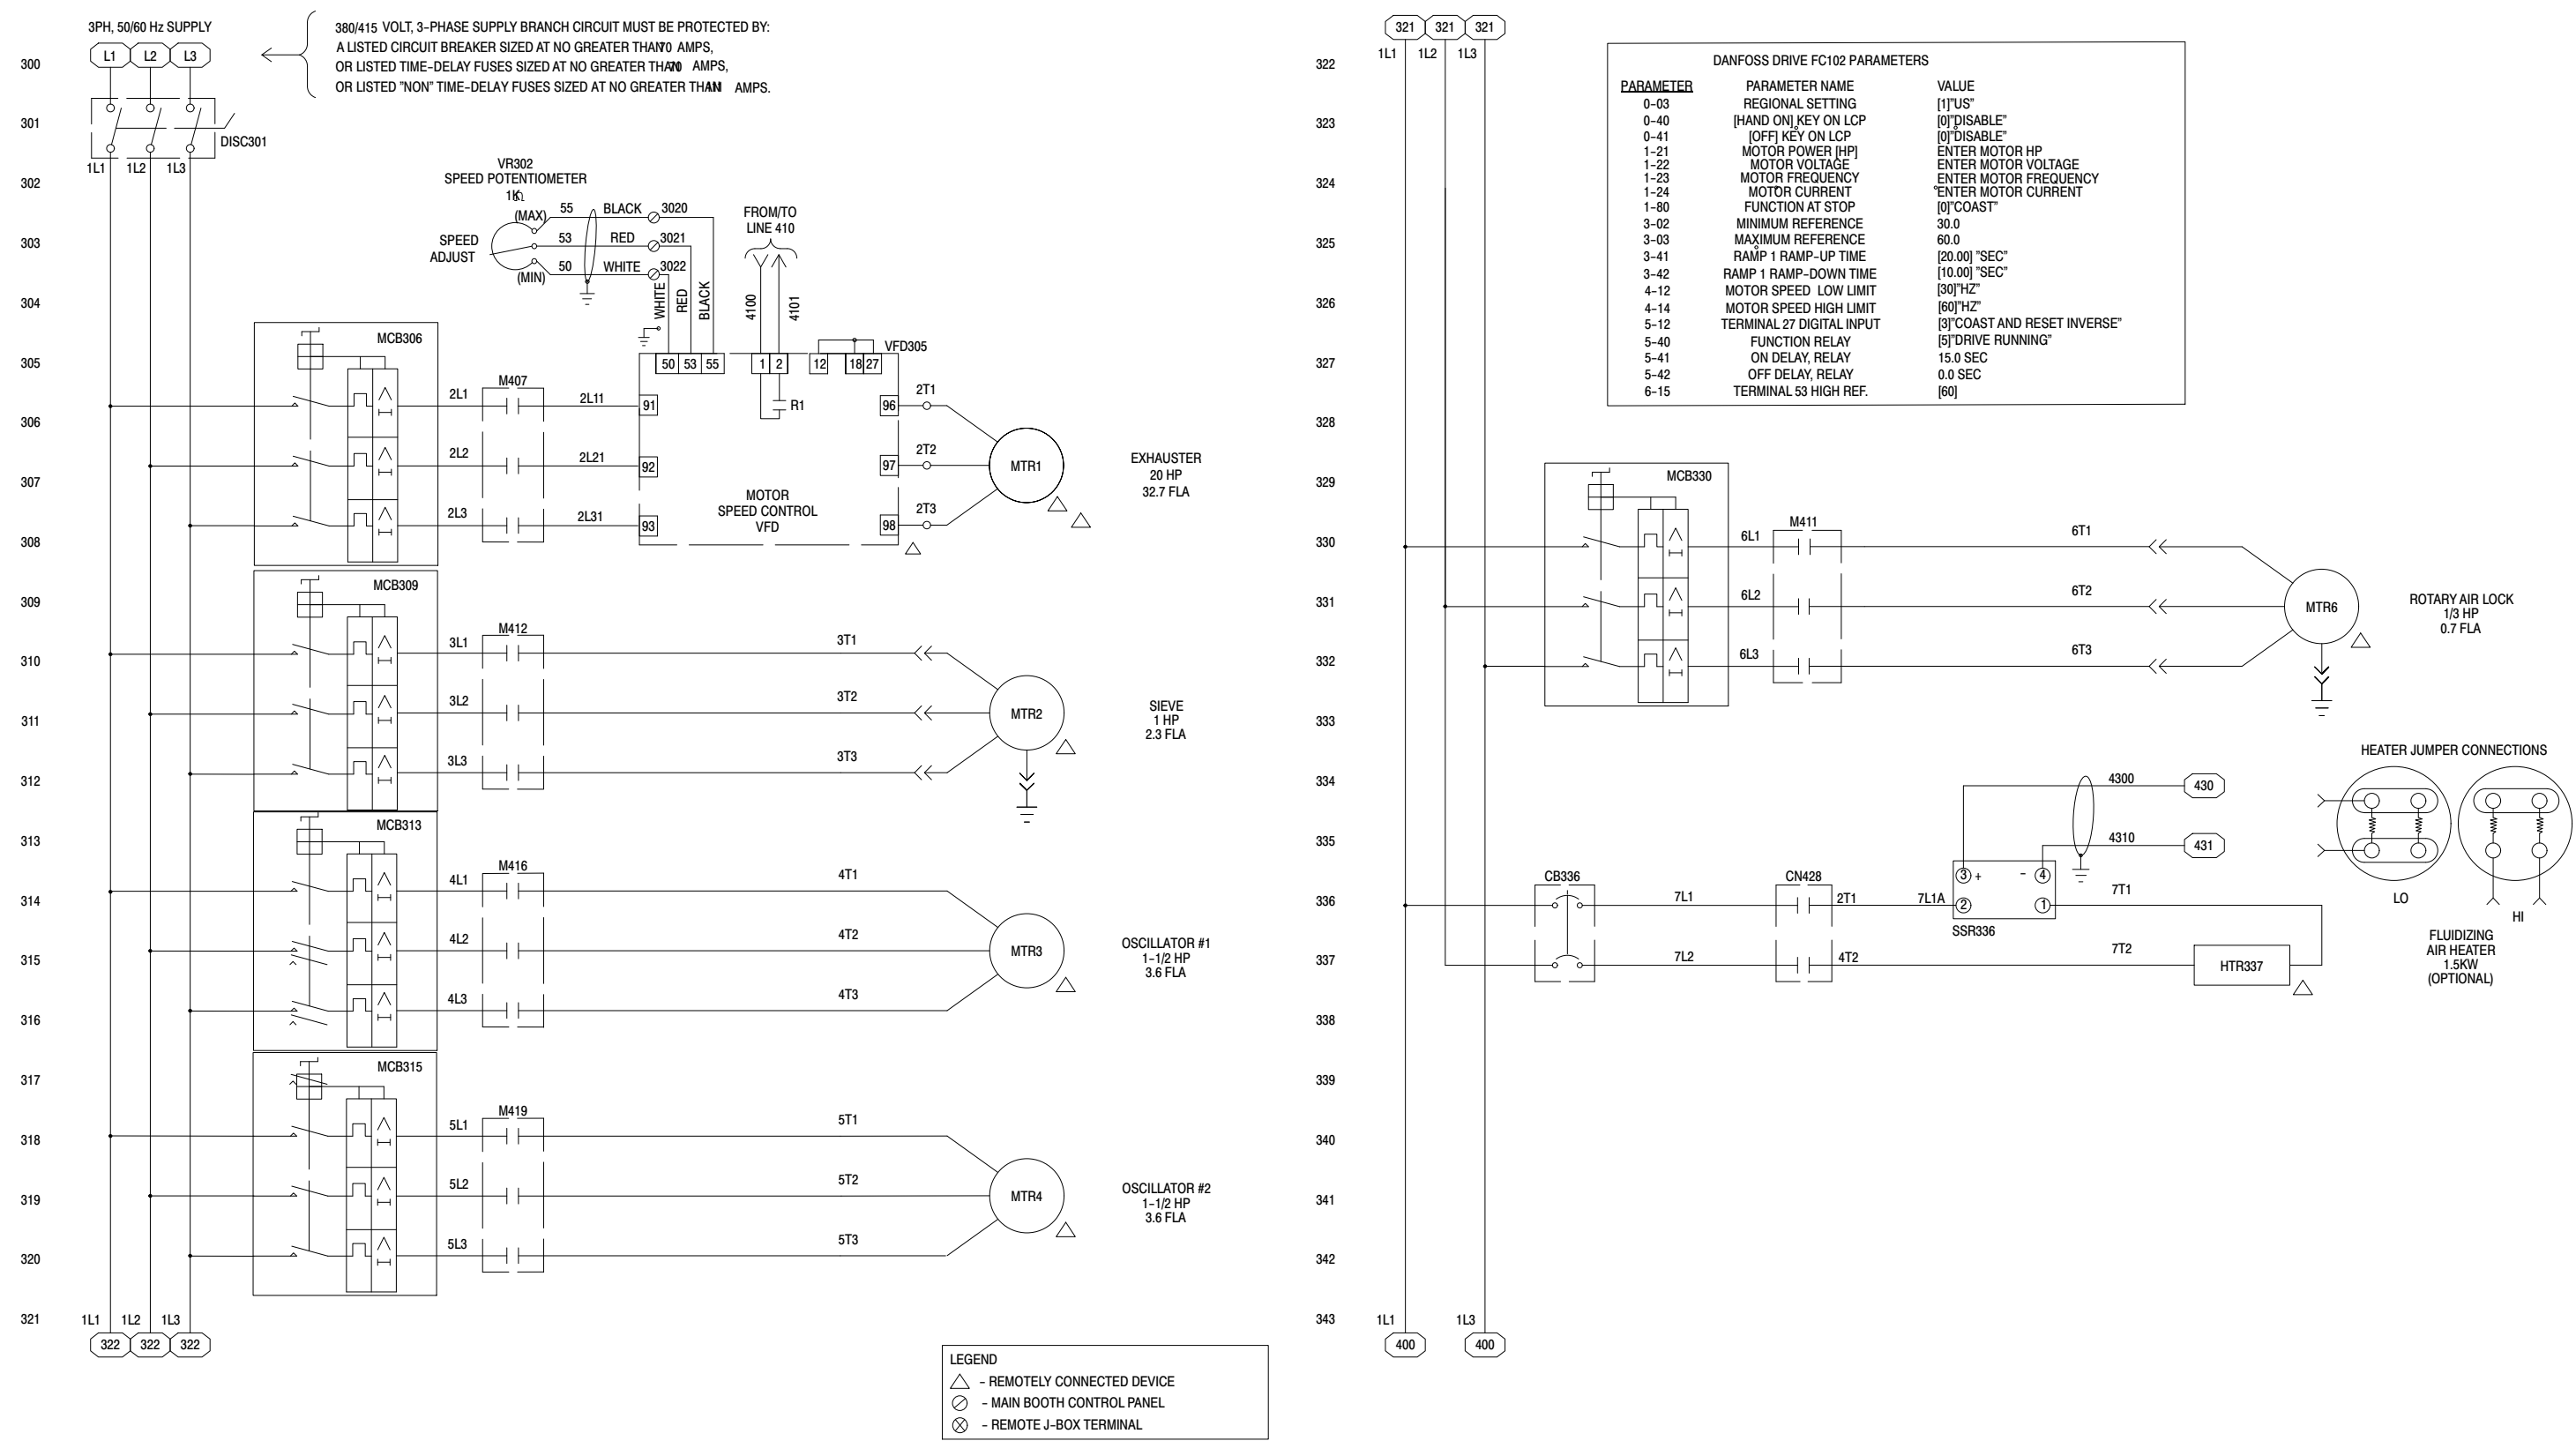 3PH, 50/60 Hz SUPPLY
L1 L2 L3
380/415 VOLT, 3-PHASE SUPPLY BRANCH CIRCUIT MUST BE PROTECTED BY:
A LISTED CIRCUIT BREAKER SIZED AT NO GREATER THAN 70 AMPS,
OR LISTED TIME-DELAY FUSES SIZED AT NO GREATER THAN 70 AMPS,
OR LISTED "NON" TIME-DELAY FUSES SIZED AT NO GREATER THAN AMPS.
300
301
302
303
304
305
306
307
308
309
310
311
312
313
314
315
316
317
318
319
320
321
DISC301
1L1 1L2 1L3
VR302
SPEED POTENTIOMETER
1K
(MAX) 55 BLACK 3020
SPEED
ADJUST
53 RED 3021
(MIN) 50 WHITE 3022
WHITE RED BLACK
FROM/TO
LINE 410
4100 4101
MCB306
2L1 M407 2L11 91
2L2 2L21 92
2L3 2L31 93
50 53 55 1 2 12 18 27
VFD305
R1
MOTOR
SPEED CONTROL
VFD
96 2T1
97 2T2
98 2T3
MTR1
EXHAUSTER
20 HP
32.7 FLA
MCB309
3L1 M412 3T1
3L2 3T2
3L3 3T3
MTR2
SIEVE
1 HP
2.3 FLA
MCB313
4L1 M416 4T1
4L2 4T2
4L3 4T3
MTR3
OSCILLATOR #1
1-1/2 HP
3.6 FLA
MCB315
5L1 M419 5T1
5L2 5T2
5L3 5T3
MTR4
OSCILLATOR #2
1-1/2 HP
3.6 FLA
1L1 1L2 1L3
322 322 322
LEGEND
- REMOTELY CONNECTED DEVICE
- MAIN BOOTH CONTROL PANEL
- REMOTE J-BOX TERMINAL
321 321 321
1L1 1L2 1L3
322
323
324
325
326
327
328
329
330
331
332
333
334
335
336
337
338
339
340
341
342
343
DANFOSS DRIVE FC102 PARAMETERS
PARAMETER PARAMETER NAME VALUE
0-03 REGIONAL SETTING [1]"US"
0-40 [HAND ON] KEY ON LCP [0]"DISABLE"
0-41 [OFF] KEY ON LCP [0]"DISABLE"
1-21 MOTOR POWER [HP] ENTER MOTOR HP
1-22 MOTOR VOLTAGE ENTER MOTOR VOLTAGE
1-23 MOTOR FREQUENCY ENTER MOTOR FREQUENCY
1-24 MOTOR CURRENT ENTER MOTOR CURRENT
1-80 FUNCTION AT STOP [0]"COAST"
3-02 MINIMUM REFERENCE 30.0
3-03 MAXIMUM REFERENCE 60.0
3-41 RAMP 1 RAMP-UP TIME [20.00] "SEC"
3-42 RAMP 1 RAMP-DOWN TIME [10.00] "SEC"
4-12 MOTOR SPEED LOW LIMIT [30]"HZ"
4-14 MOTOR SPEED HIGH LIMIT [60]"HZ"
5-12 TERMINAL 27 DIGITAL INPUT [3]"COAST AND RESET INVERSE"
5-40 FUNCTION RELAY [5]"DRIVE RUNNING"
5-41 ON DELAY, RELAY 15.0 SEC
5-42 OFF DELAY, RELAY 0.0 SEC
6-15 TERMINAL 53 HIGH REF. [60]
MCB330
6L1 M411 6T1
6L2 6T2
6L3 6T3
MTR6
ROTARY AIR LOCK
1/3 HP
0.7 FLA
HEATER JUMPER CONNECTIONS
LO
HI
FLUIDIZING
AIR HEATER
1.5KW
(OPTIONAL)
4300 430
4310 431
3 + - 4
2 1
SSR336
CB336 7L1 CN428 2T1 7L1A 7T1
7L2 4T2 7T2 HTR337
1L1 1L3
400 400